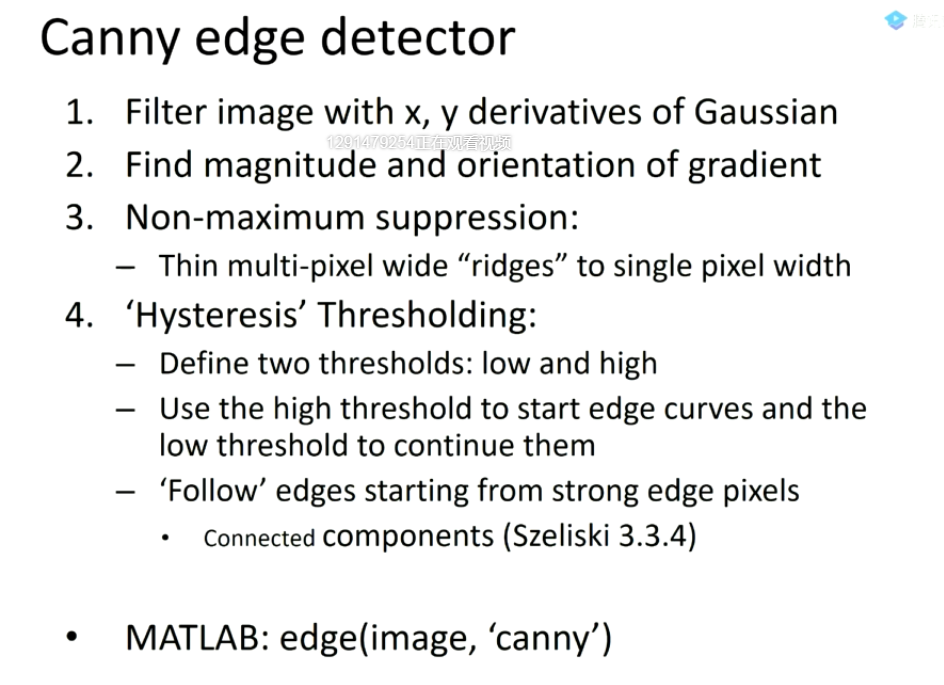 Canny edge detector
1. Filter image with x, y derivatives of Gaussian
1291479254正在观看视频
2. Find magnitude and orientation of gradient
3. Non-maximum suppression:
– Thin multi-pixel wide “ridges” to single pixel width
4. ‘Hysteresis’ Thresholding:
– Define two thresholds: low and high
– Use the high threshold to start edge curves and the
low threshold to continue them
– ‘Follow’ edges starting from strong edge pixels
• Connected components (Szeliski 3.3.4)
• MATLAB: edge(image, ‘canny’)